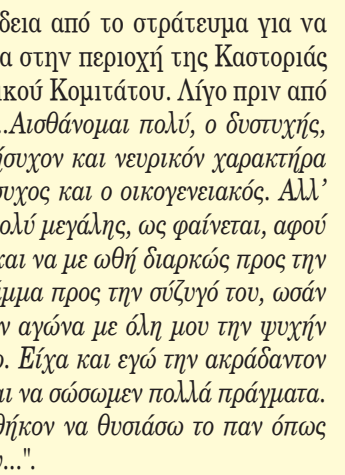 δεια από το στράτευμα για να
α στην περιοχή της Καστοριάς
ικού Κομιτάτου. Λίγο πριν από
..Αισθάνομαι πολύ, ο δυστυχής,
ήσυχον και νευρικόν χαρακτήρα
συχος και ο οικογενειακός. Αλλ’
ολύ μεγάλης, ως φαίνεται, αφού
και να με ωθή διαρκώς προς την
άμμα προς την σύζυγό του, ωσάν
ν αγώνα με όλη μου την ψυχήν
ο. Είχα και εγώ την ακράδαντον
αι να σώσωμεν πολλά πράγματα.
θήκον να θυσιάσω το παν όπως
ν...".